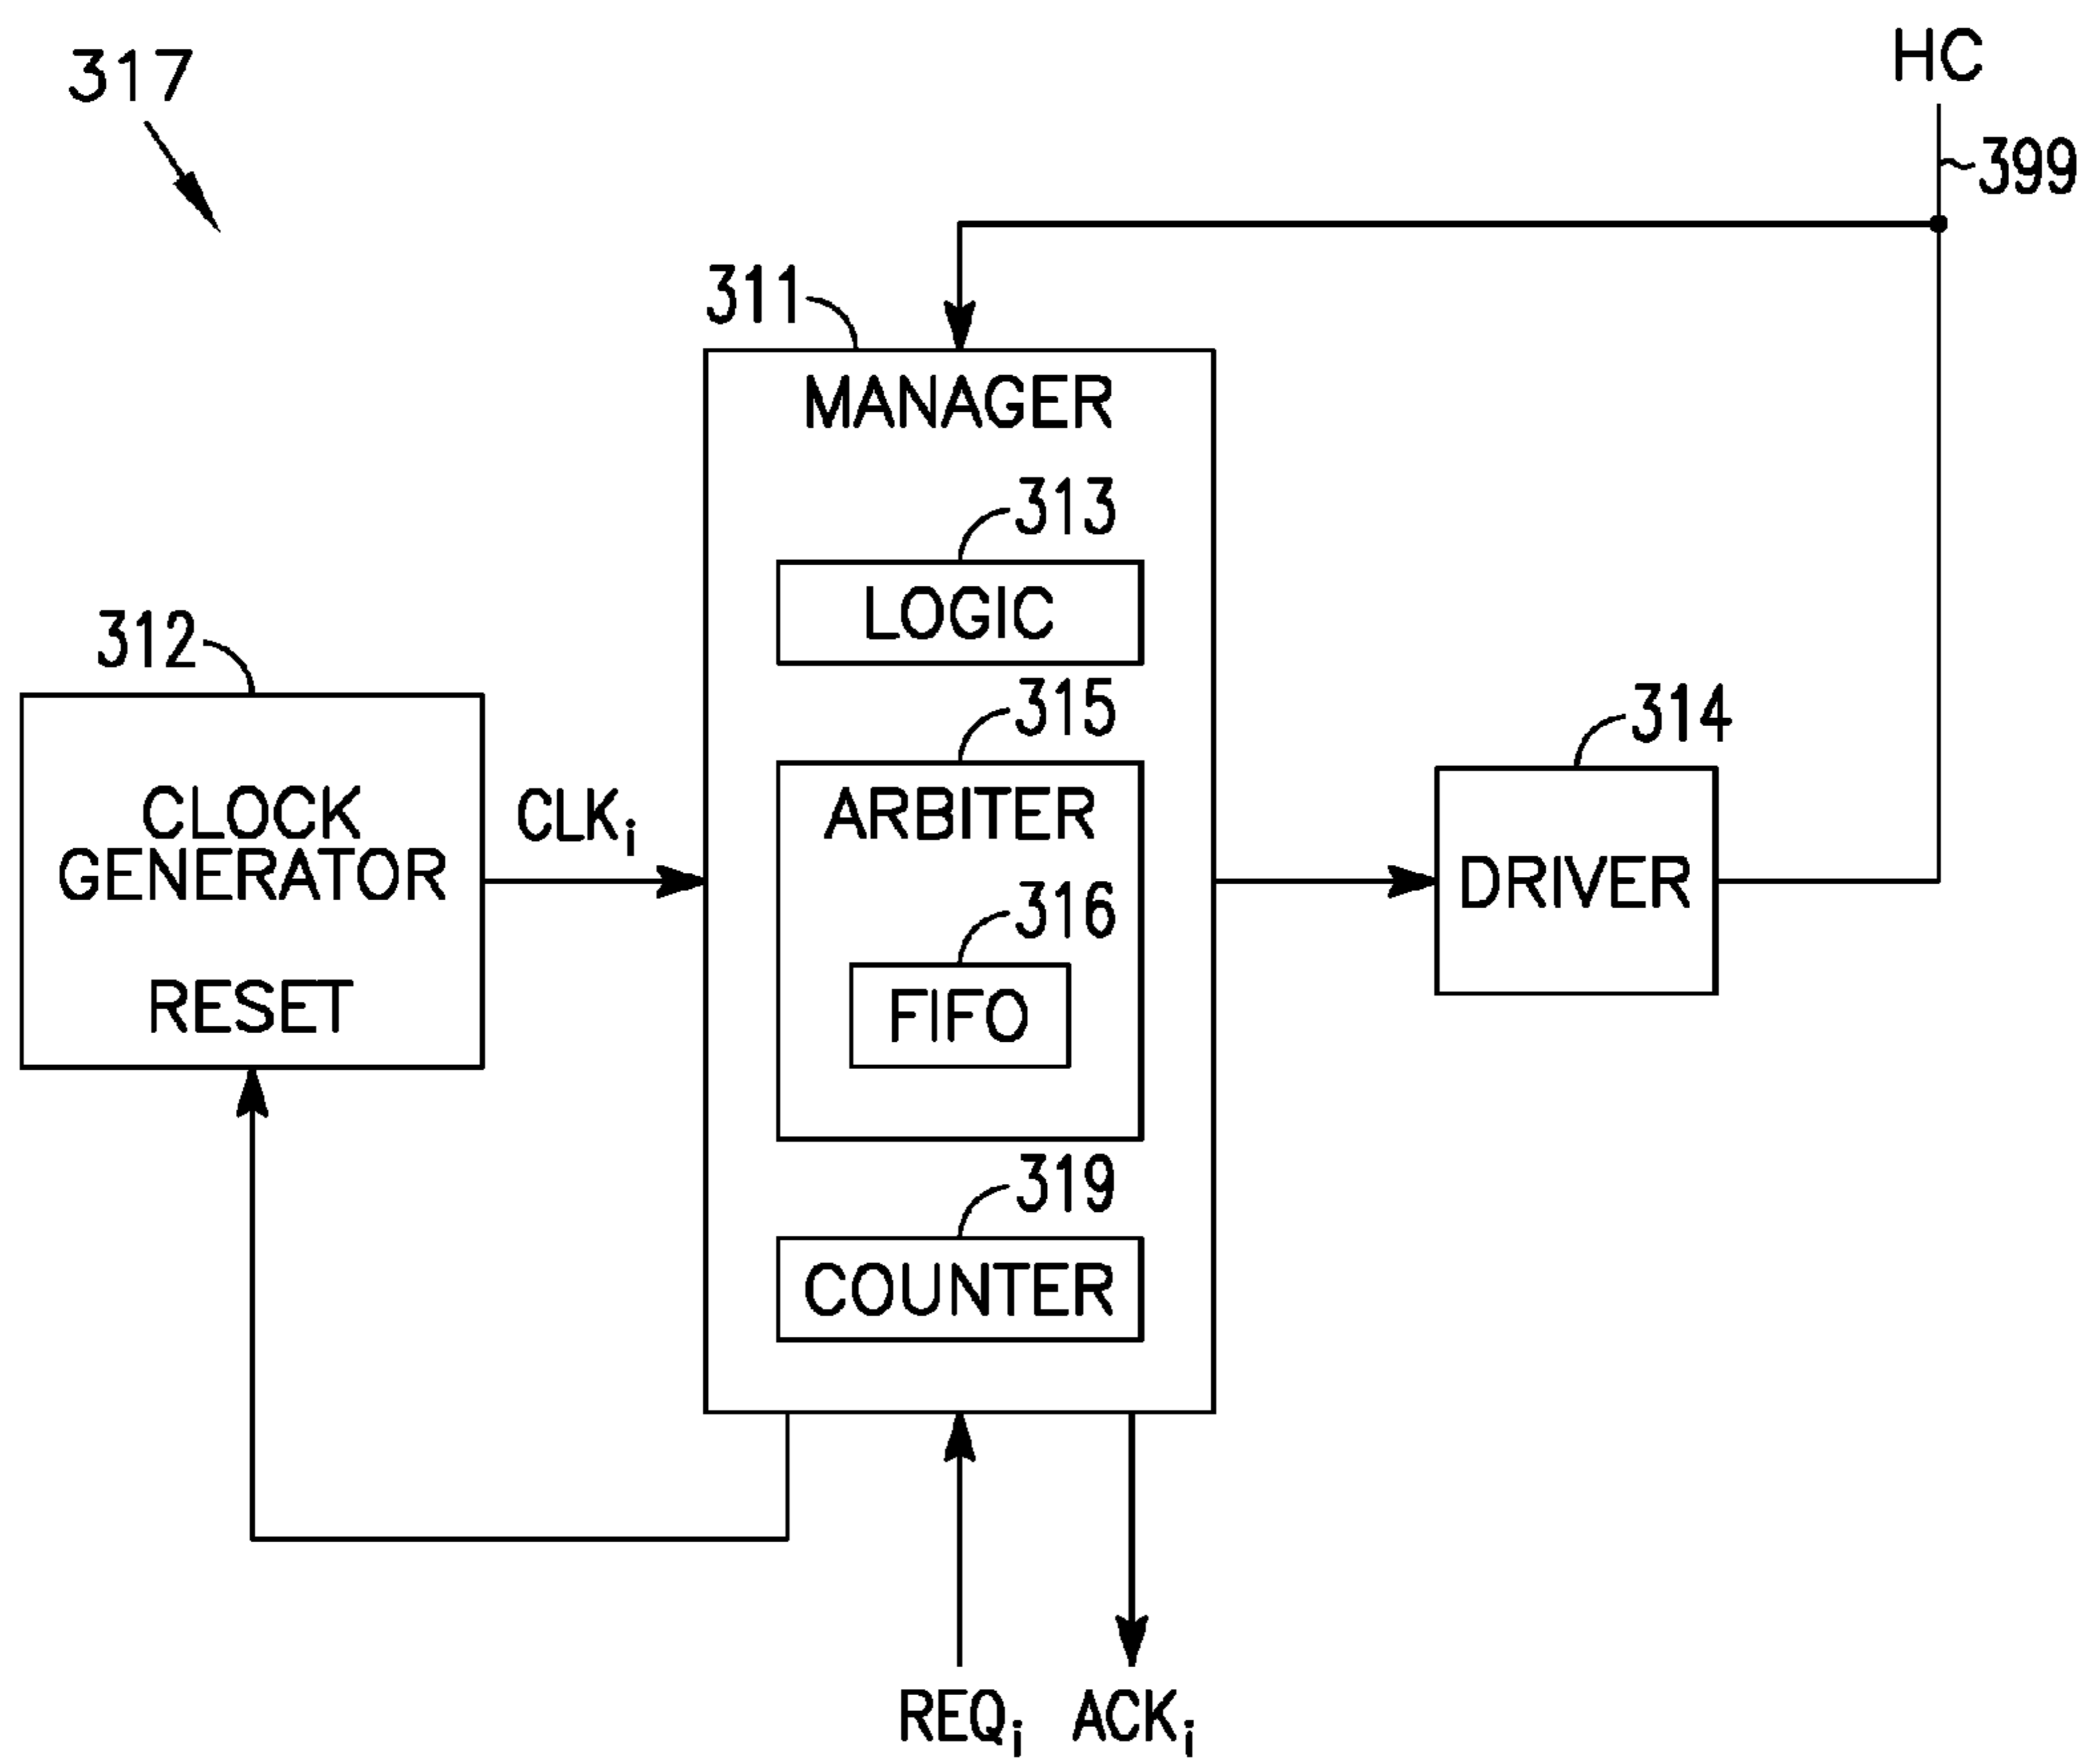 HC
317
399
311
MANAGER
313
LOGIC
312
315
314
CLOCK
GENERATOR
RESET
CLKi
ARBITER
DRIVER
316
FIFO
319
COUNTER
REQi
ACKi